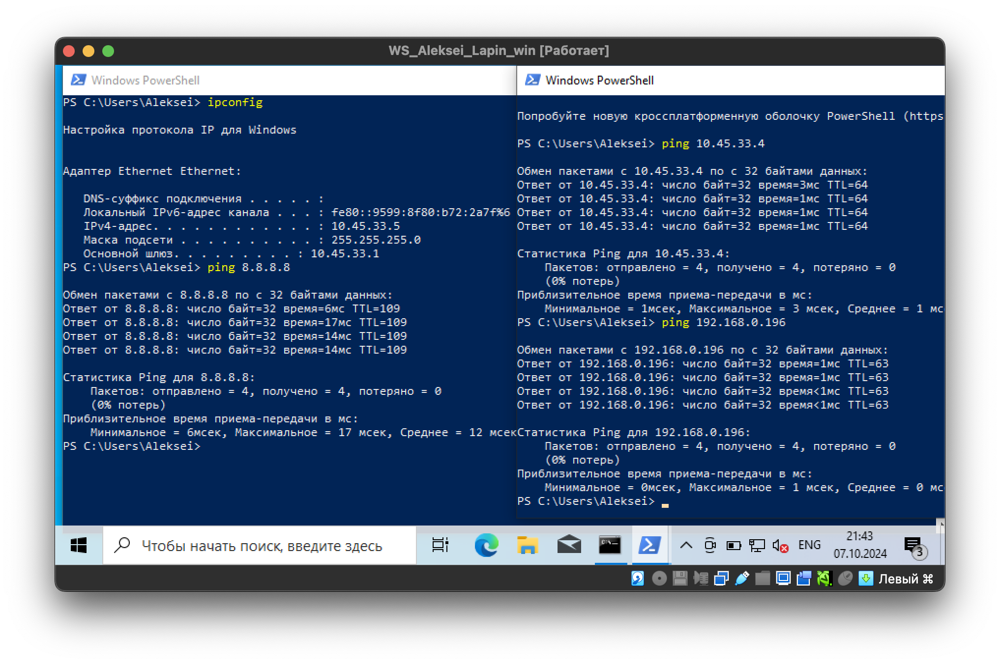 WS_Aleksei_Lapin_win [Работает]
Windows PowerShell
PS C:\Users\Aleksei> ipconfig
Настройка протокола IP для Windows
Адаптер Ethernet Ethernet:
DNS-суффикс подключения . . . . . :
Локальный IPv6-адрес канала . . . : fe80::9599:8f80:b72:2a7f%6
IPv4-адрес. . . . . . . . . . . . : 10.45.33.5
Маска подсети . . . . . . . . . . : 255.255.255.0
Основной шлюз. . . . . . . . . : 10.45.33.1
PS C:\Users\Aleksei> ping 8.8.8.8
Обмен пакетами с 8.8.8.8 по с 32 байтами данных:
Ответ от 8.8.8.8: число байт=32 время=6мс TTL=109
Ответ от 8.8.8.8: число байт=32 время=17мс TTL=109
Ответ от 8.8.8.8: число байт=32 время=14мс TTL=109
Ответ от 8.8.8.8: число байт=32 время=14мс TTL=109
Статистика Ping для 8.8.8.8:
Пакетов: отправлено = 4, получено = 4, потеряно = 0
(0% потерь)
Приблизительное время приема-передачи в мс:
Минимальное = 6мсек, Максимальное = 17 мсек, Среднее = 12 мсек
PS C:\Users\Aleksei>
Windows PowerShell
Попробуйте новую кроссплатформенную оболочку PowerShell (https
PS C:\Users\Aleksei> ping 10.45.33.4
Обмен пакетами с 10.45.33.4 по с 32 байтами данных:
Ответ от 10.45.33.4: число байт=32 время=3мс TTL=64
Ответ от 10.45.33.4: число байт=32 время=1мс TTL=64
Ответ от 10.45.33.4: число байт=32 время=1мс TTL=64
Ответ от 10.45.33.4: число байт=32 время=1мс TTL=64
Статистика Ping для 10.45.33.4:
Пакетов: отправлено = 4, получено = 4, потеряно = 0
(0% потерь)
Приблизительное время приема-передачи в мс:
Минимальное = 1мсек, Максимальное = 3 мсек, Среднее = 1 мс
PS C:\Users\Aleksei> ping 192.168.0.196
Обмен пакетами с 192.168.0.196 по с 32 байтами данных:
Ответ от 192.168.0.196: число байт=32 время=1мс TTL=63
Ответ от 192.168.0.196: число байт=32 время=1мс TTL=63
Ответ от 192.168.0.196: число байт=32 время<1мс TTL=63
Ответ от 192.168.0.196: число байт=32 время<1мс TTL=63
Статистика Ping для 192.168.0.196:
Пакетов: отправлено = 4, получено = 4, потеряно = 0
(0% потерь)
Приблизительное время приема-передачи в мс:
Минимальное = 0мсек, Максимальное = 1 мсек, Среднее = 0 мс
PS C:\Users\Aleksei>
Чтобы начать поиск, введите здесь
ENG
21:43
07.10.2024
3
Левый ⌘